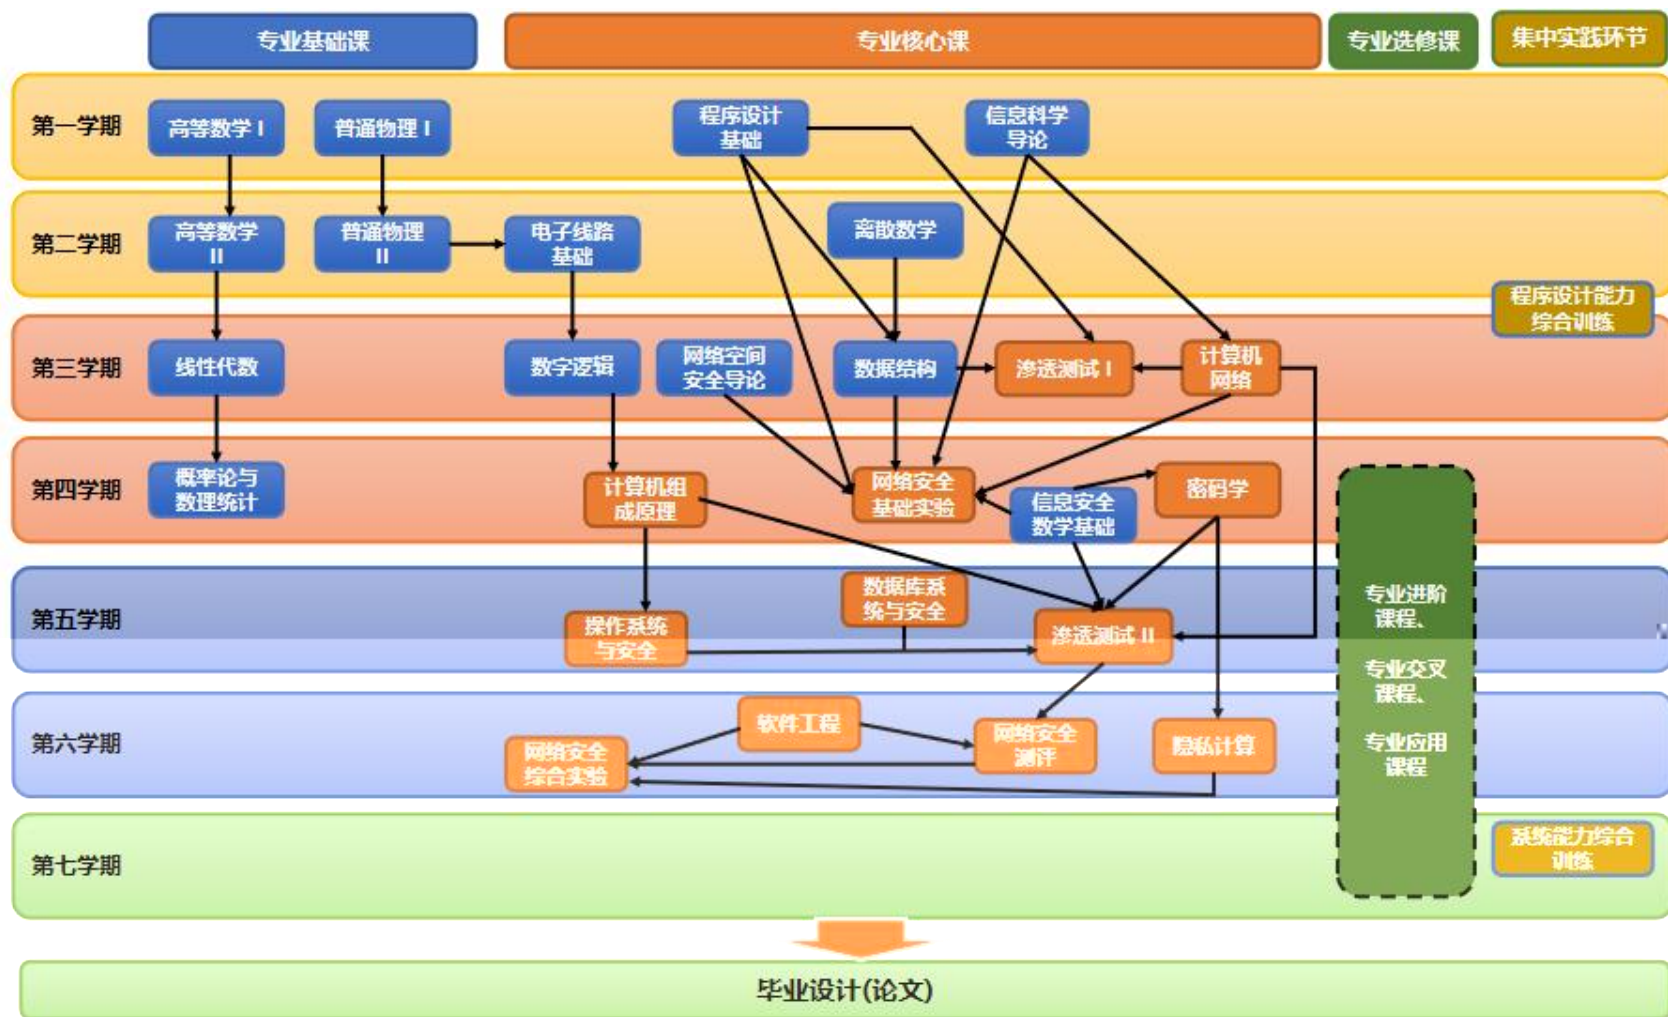 专业基础课
专业核心课
专业选修课
集中实践环节
第一学期
高等数学 I
普通物理 I
程序设计
基础
信息科学
导论
第二学期
高等数学
II
普通物理
II
电子线路
基础
离散数学
程序设计能力
综合训练
第三学期
线性代数
数字逻辑
网络空间
安全导论
数据结构
渗透测试 I
计算机
网络
第四学期
概率论与
数理统计
计算机组
成原理
网络安全
基础实验
信息安全
数学基础
密码学
第五学期
操作系统
与安全
数据库系
统与安全
渗透测试 II
专业进阶
课程、
专业交叉
课程、
专业应用
课程
第六学期
网络安全
综合实验
软件工程
网络安全
测评
隐私计算
第七学期
系统能力综合
训练
毕业设计(论文)